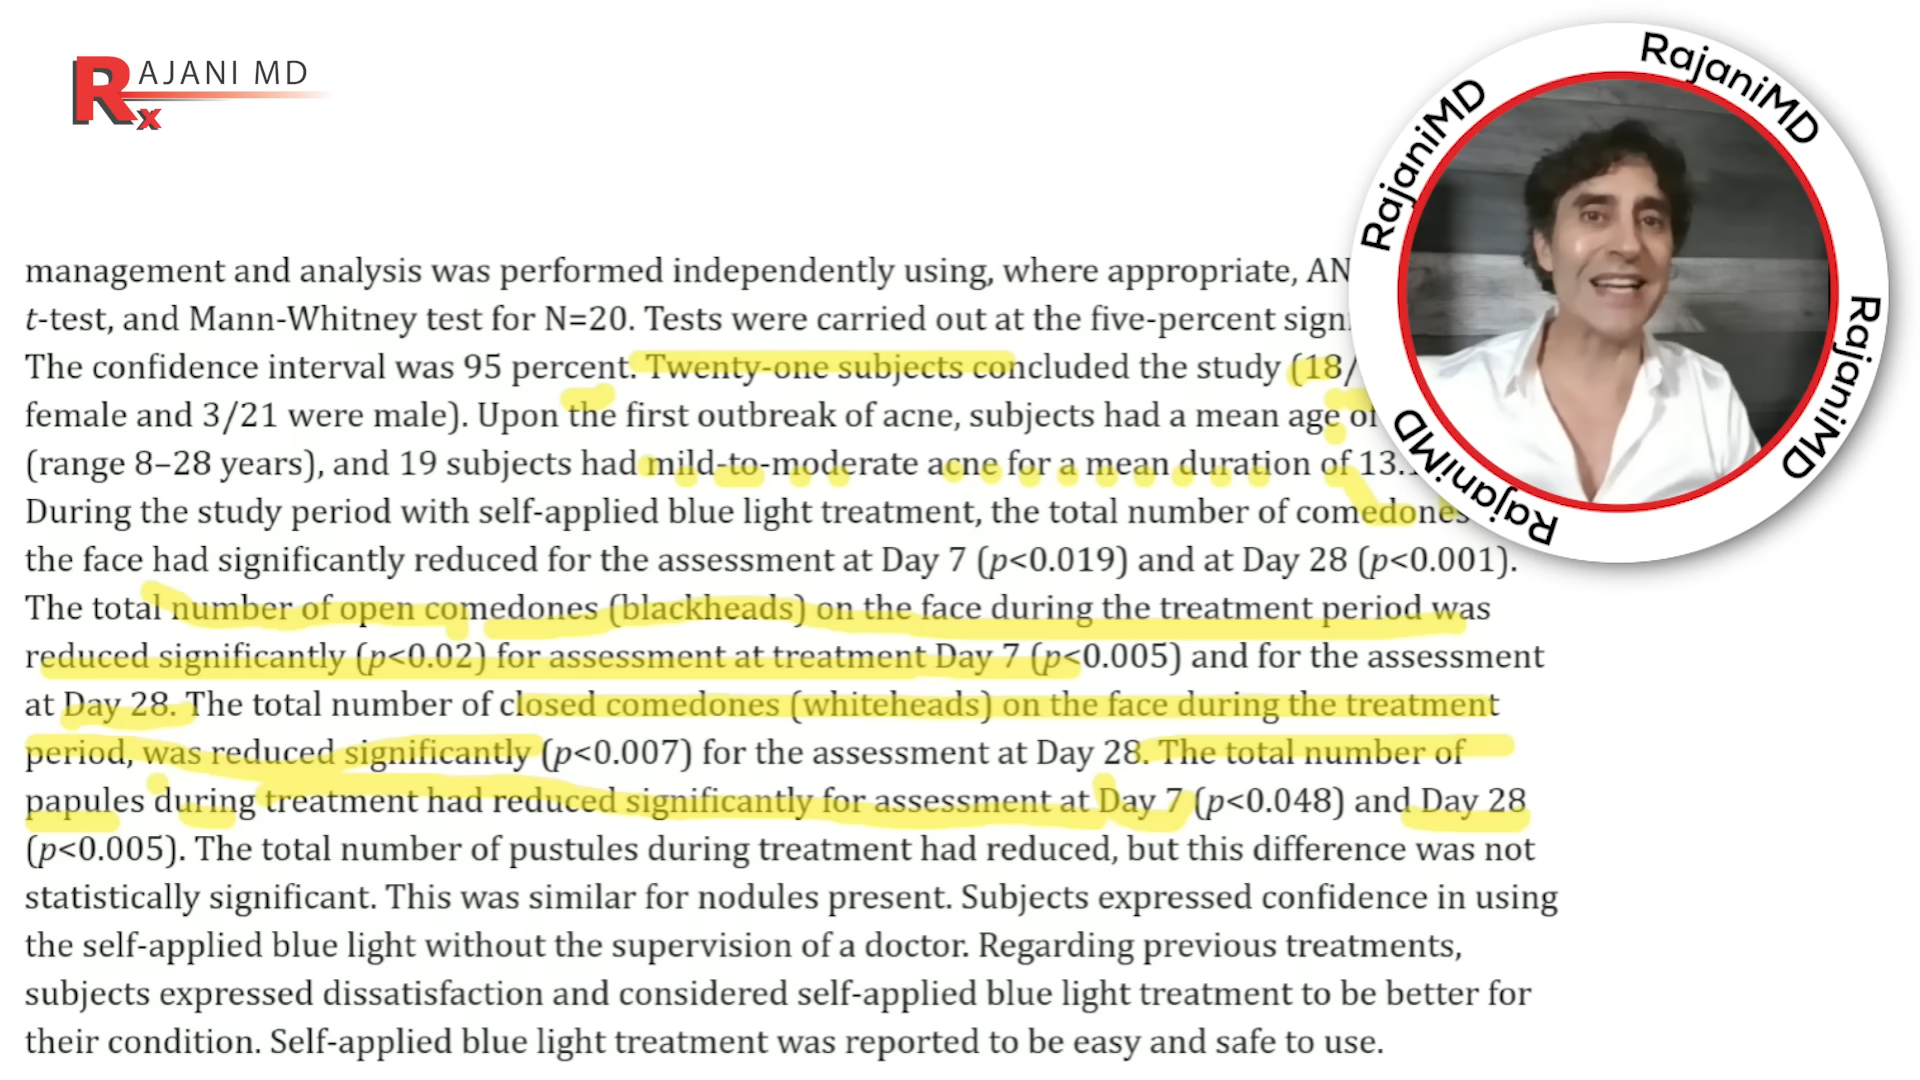 Rx RAJANI MD
RajaniMD RajaniMD RajaniMD RajaniMD
management and analysis was performed independently using, where appropriate, AN
t-test, and Mann-Whitney test for N=20. Tests were carried out at the five-percent sign
The confidence interval was 95 percent. Twenty-one subjects concluded the study (18/
female and 3/21 were male). Upon the first outbreak of acne, subjects had a mean age of
(range 8–28 years), and 19 subjects had mild-to-moderate acne for a mean duration of 13.
During the study period with self-applied blue light treatment, the total number of comedones
the face had significantly reduced for the assessment at Day 7 (p<0.019) and at Day 28 (p<0.001).
The total number of open comedones (blackheads) on the face during the treatment period was
reduced significantly (p<0.02) for assessment at treatment Day 7 (p<0.005) and for the assessment
at Day 28. The total number of closed comedones (whiteheads) on the face during the treatment
period, was reduced significantly (p<0.007) for the assessment at Day 28. The total number of
papules during treatment had reduced significantly for assessment at Day 7 (p<0.048) and Day 28
(p<0.005). The total number of pustules during treatment had reduced, but this difference was not
statistically significant. This was similar for nodules present. Subjects expressed confidence in using
the self-applied blue light without the supervision of a doctor. Regarding previous treatments,
subjects expressed dissatisfaction and considered self-applied blue light treatment to be better for
their condition. Self-applied blue light treatment was reported to be easy and safe to use.